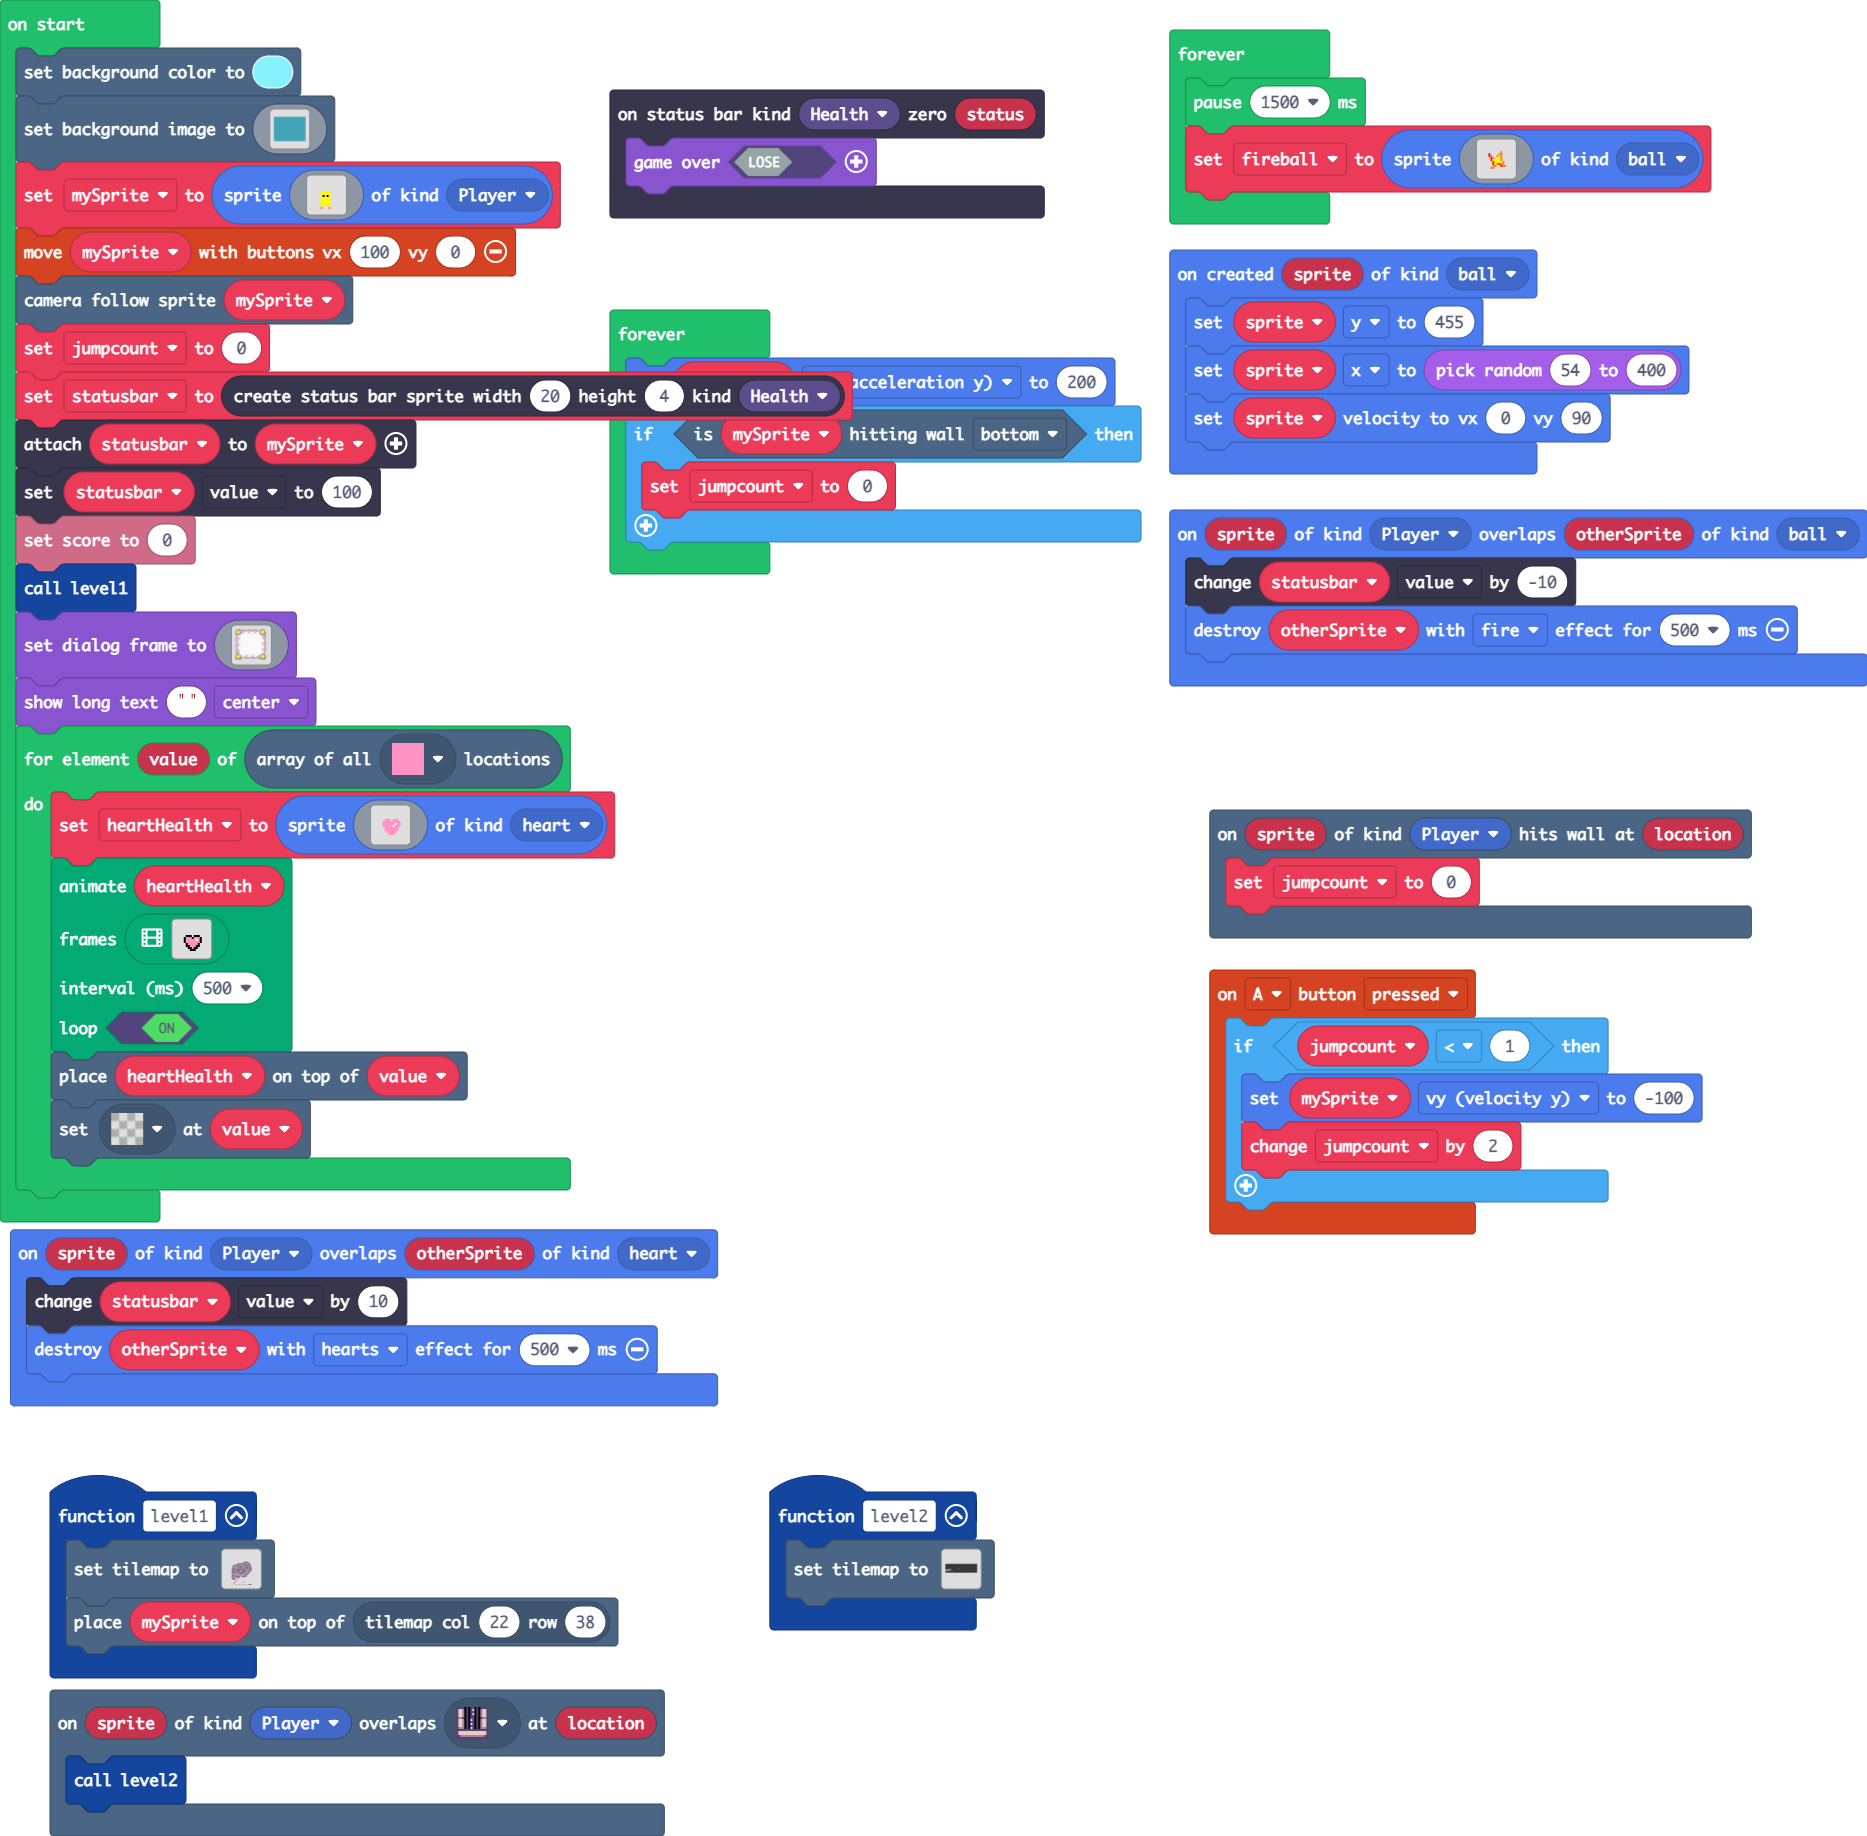 on start
set background color to
set background image to
set mySprite to sprite of kind Player
move mySprite with buttons vx 100 vy 0
camera follow sprite mySprite
set jumpcount to 0
set statusbar to create status bar sprite width 20 height 4 kind Health
attach statusbar to mySprite
set statusbar value to 100
set score to 0
call level1
set dialog frame to
show long text " " center
for element value of array of all locations
do
set heartHealth to sprite of kind heart
animate heartHealth
frames
interval (ms) 500
loop ON
place heartHealth on top of value
set at value
on sprite of kind Player overlaps otherSprite of kind heart
change statusbar value by 10
destroy otherSprite with hearts effect for 500 ms
function level1
set tilemap to
place mySprite on top of tilemap col 22 row 38
on sprite of kind Player overlaps at location
call level2
on status bar kind Health zero status
game over LOSE
forever
acceleration y) to 200
if is mySprite hitting wall bottom then
set jumpcount to 0
function level2
set tilemap to
forever
pause 1500 ms
set fireball to sprite of kind ball
on created sprite of kind ball
set sprite y to 455
set sprite x to pick random 54 to 400
set sprite velocity to vx 0 vy 90
on sprite of kind Player overlaps otherSprite of kind ball
change statusbar value by -10
destroy otherSprite with fire effect for 500 ms
on sprite of kind Player hits wall at location
set jumpcount to 0
on A button pressed
if jumpcount < 1 then
set mySprite vy (velocity y) to -100
change jumpcount by 2